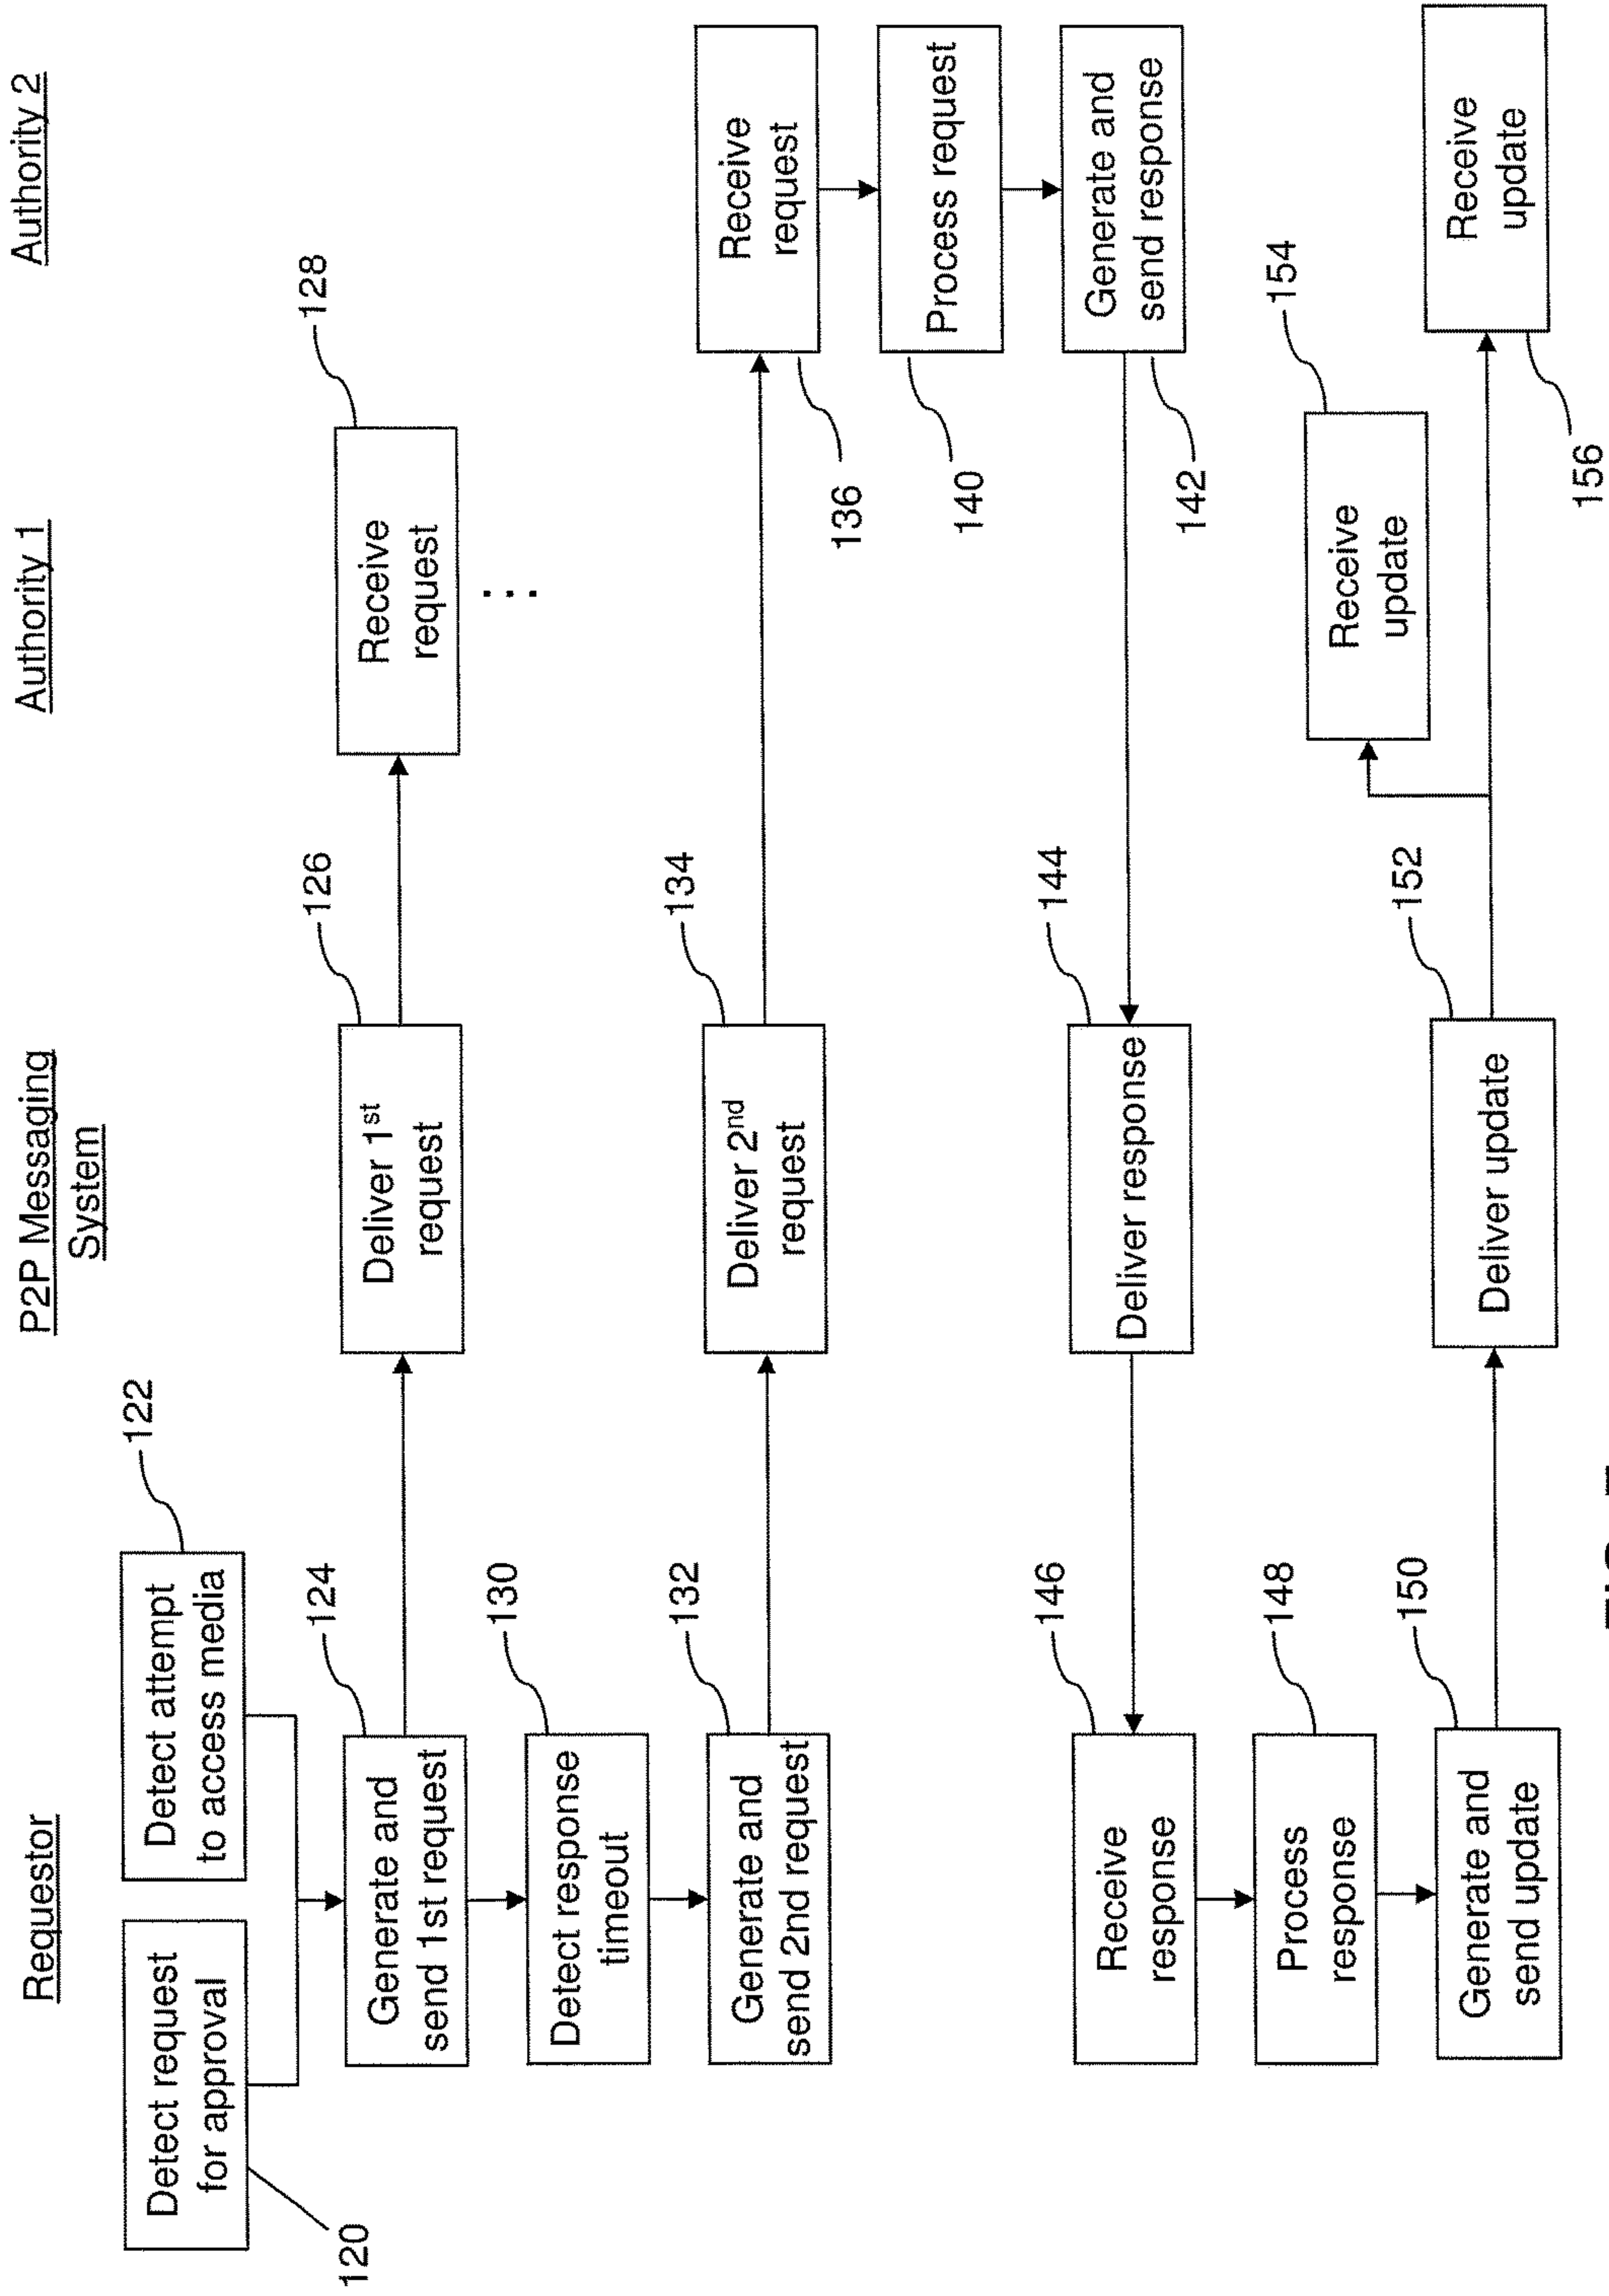 Requestor
P2P Messaging
System
Authority 1
Authority 2
Detect request
for approval
120
Detect attempt
to access media
122
Generate and
send 1st request
124
Deliver 1st
request
126
Receive
request
128
...
Detect response
timeout
130
Generate and
send 2nd request
132
Deliver 2nd
request
134
Receive
request
136
Process request
140
Generate and
send response
142
Deliver response
144
Receive
response
146
Process
response
148
Generate and
send update
150
Deliver update
152
Receive
update
154
Receive
update
156